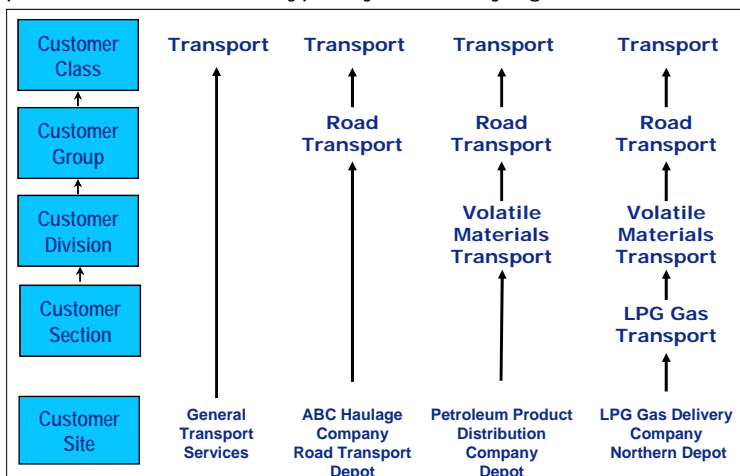 Customer
Class
Transport
Transport
Transport
Transport
Customer
Group
Road
Transport
Road
Transport
Road
Transport
Customer
Division
Volatile
Materials
Transport
Volatile
Materials
Transport
Customer
Section
LPG Gas
Transport
Customer
Site
General
Transport
Services
ABC Haulage
Company
Road Transport
Depot
Petroleum Product
Distribution
Company
Depot
LPG Gas Delivery
Company
Northern Depot